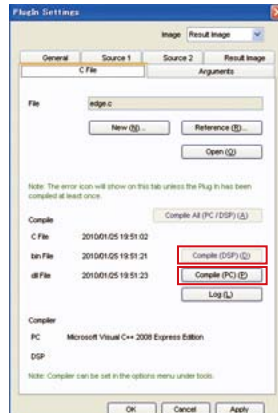 PlugIn Settings
Image Result Image
General Source 1 Source 2 Result Image
C File Arguments
File edge.c
New (N)... Reference (R)...
Open (O)
Note: The error icon will show on this tab unless the Plug In has been
compiled at least once.
Compile Compile All (PC / DSP) (A)
C File 2010/01/25 19:51:02
bin File 2010/01/25 19:51:21 Compile (DSP) (D)
dll File 2010/01/25 19:51:23 Compile (PC) (P)
Log (L)
Compiler
PC Microsoft Visual C++ 2008 Express Edition
DSP
Note: Compiler can be set in the options menu under tools.
OK Cancel Apply